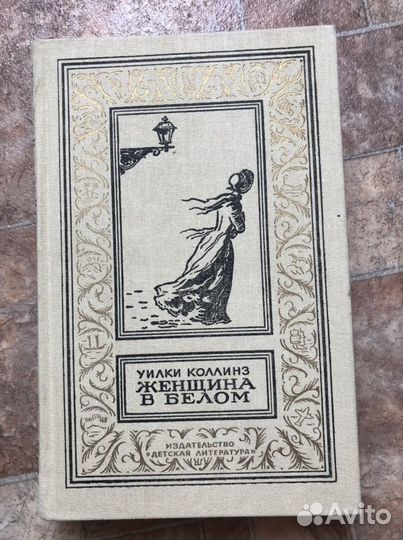 УИЛКИ КОЛЛИНЗ
ЖЕНЩИНА
В БЕЛОМ
ИЗДАТЕЛЬСТВО
«ДЕТСКАЯ ЛИТЕРАТУРА»
Avito